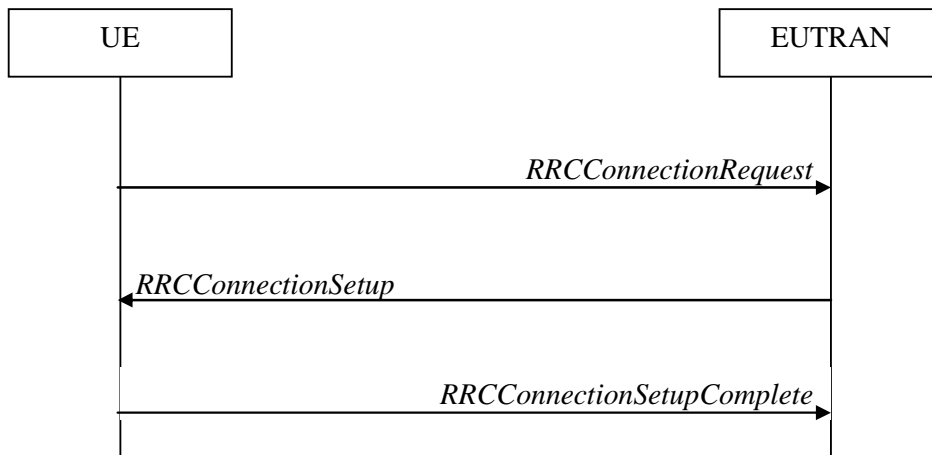 UE
EUTRAN
RRCConnectionRequest
RRCConnectionSetup
RRCConnectionSetupComplete